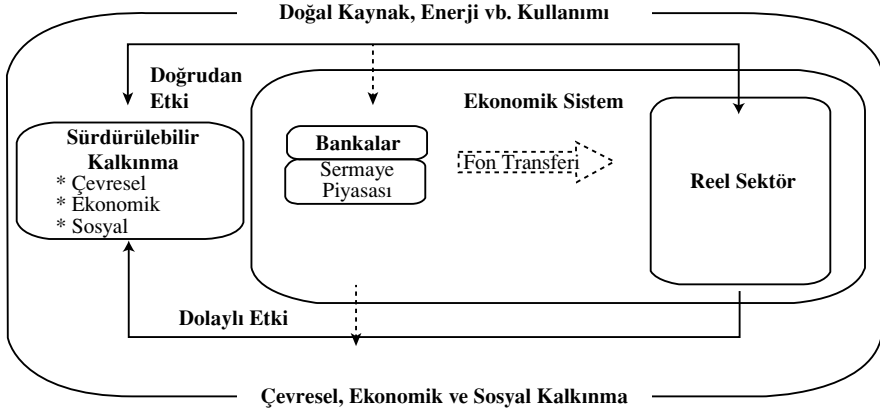 Doğal Kaynak, Enerji vb. Kullanımı
Doğrudan
Etki
Ekonomik Sistem
Sürdürülebilir
Kalkınma
* Çevresel
* Ekonomik
* Sosyal
Bankalar
Sermaye
Piyasası
Fon Transferi
Reel Sektör
Dolaylı Etki
Çevresel, Ekonomik ve Sosyal Kalkınma